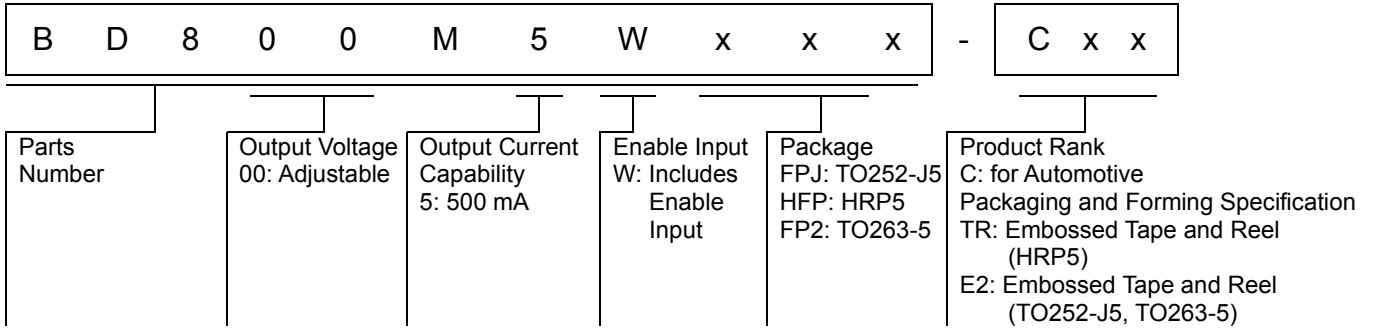 B D 8 0 0 M 5 W x x x - C x x
Parts
Number
Output Voltage
00: Adjustable
Output Current
Capability
5: 500 mA
Enable Input
W: Includes
Enable
Input
Package
FPJ: TO252-J5
HFP: HRP5
FP2: TO263-5
Product Rank
C: for Automotive
Packaging and Forming Specification
TR: Embossed Tape and Reel
(HRP5)
E2: Embossed Tape and Reel
(TO252-J5, TO263-5)